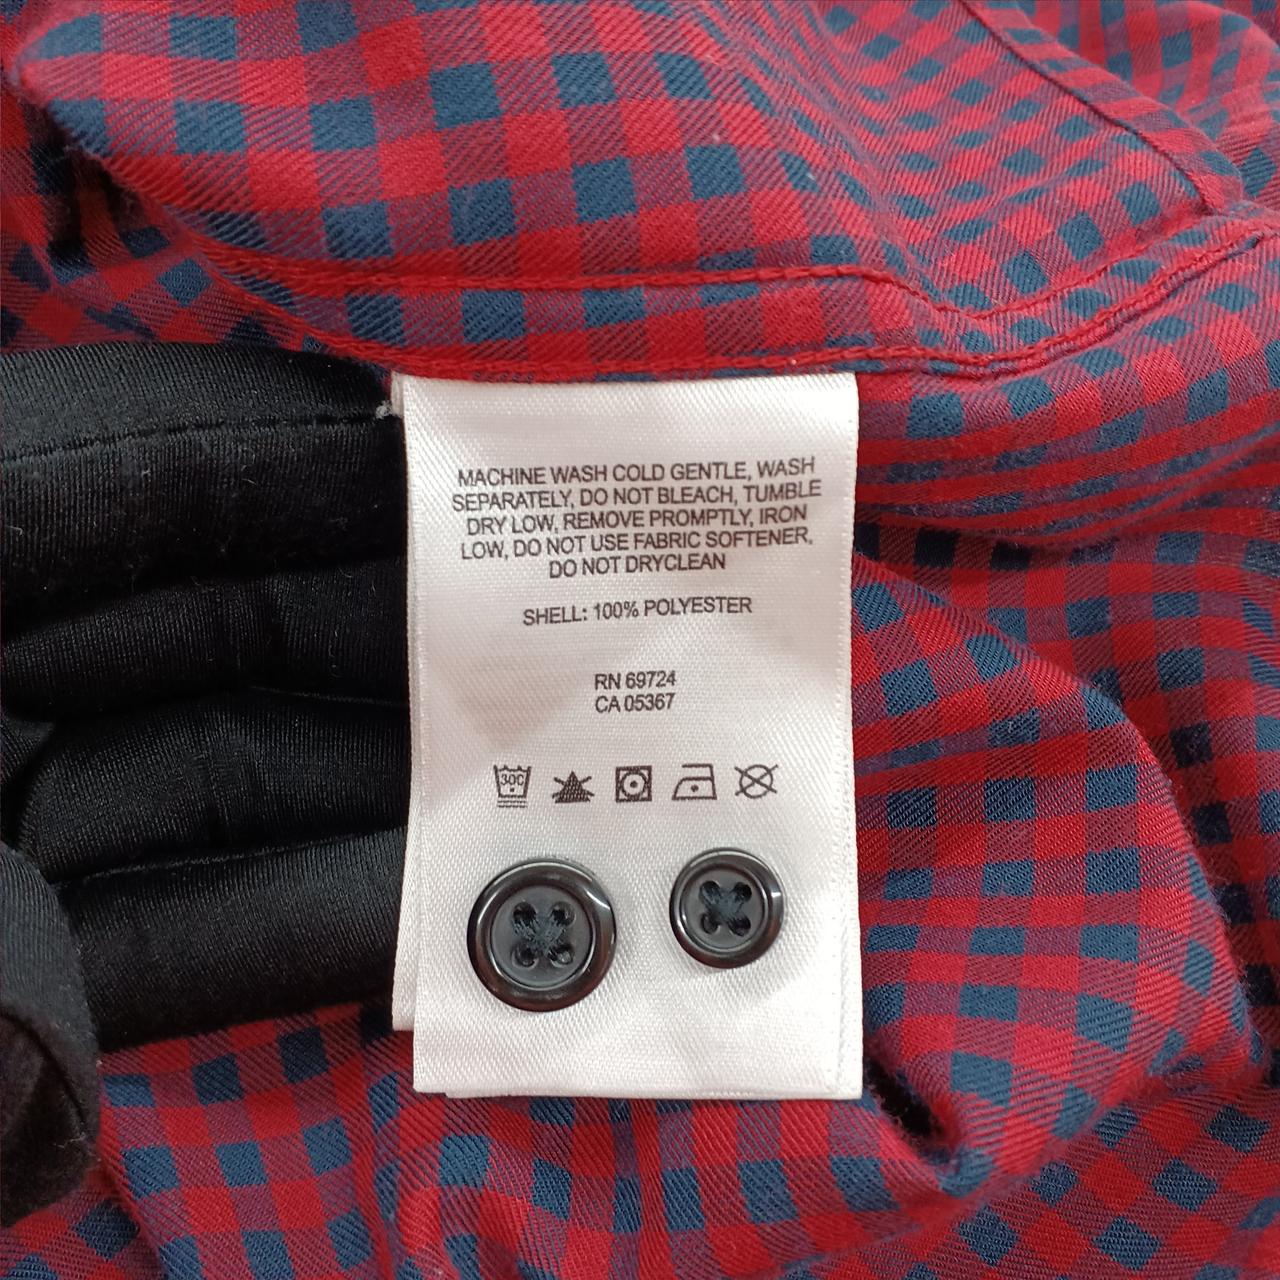 MACHINE WASH COLD GENTLE, WASH
SEPARATELY, DO NOT BLEACH, TUMBLE
DRY LOW, REMOVE PROMPTLY, IRON
LOW, DO NOT USE FABRIC SOFTENER,
DO NOT DRYCLEAN
SHELL: 100% POLYESTER
RN 69724
CA 05367
30C